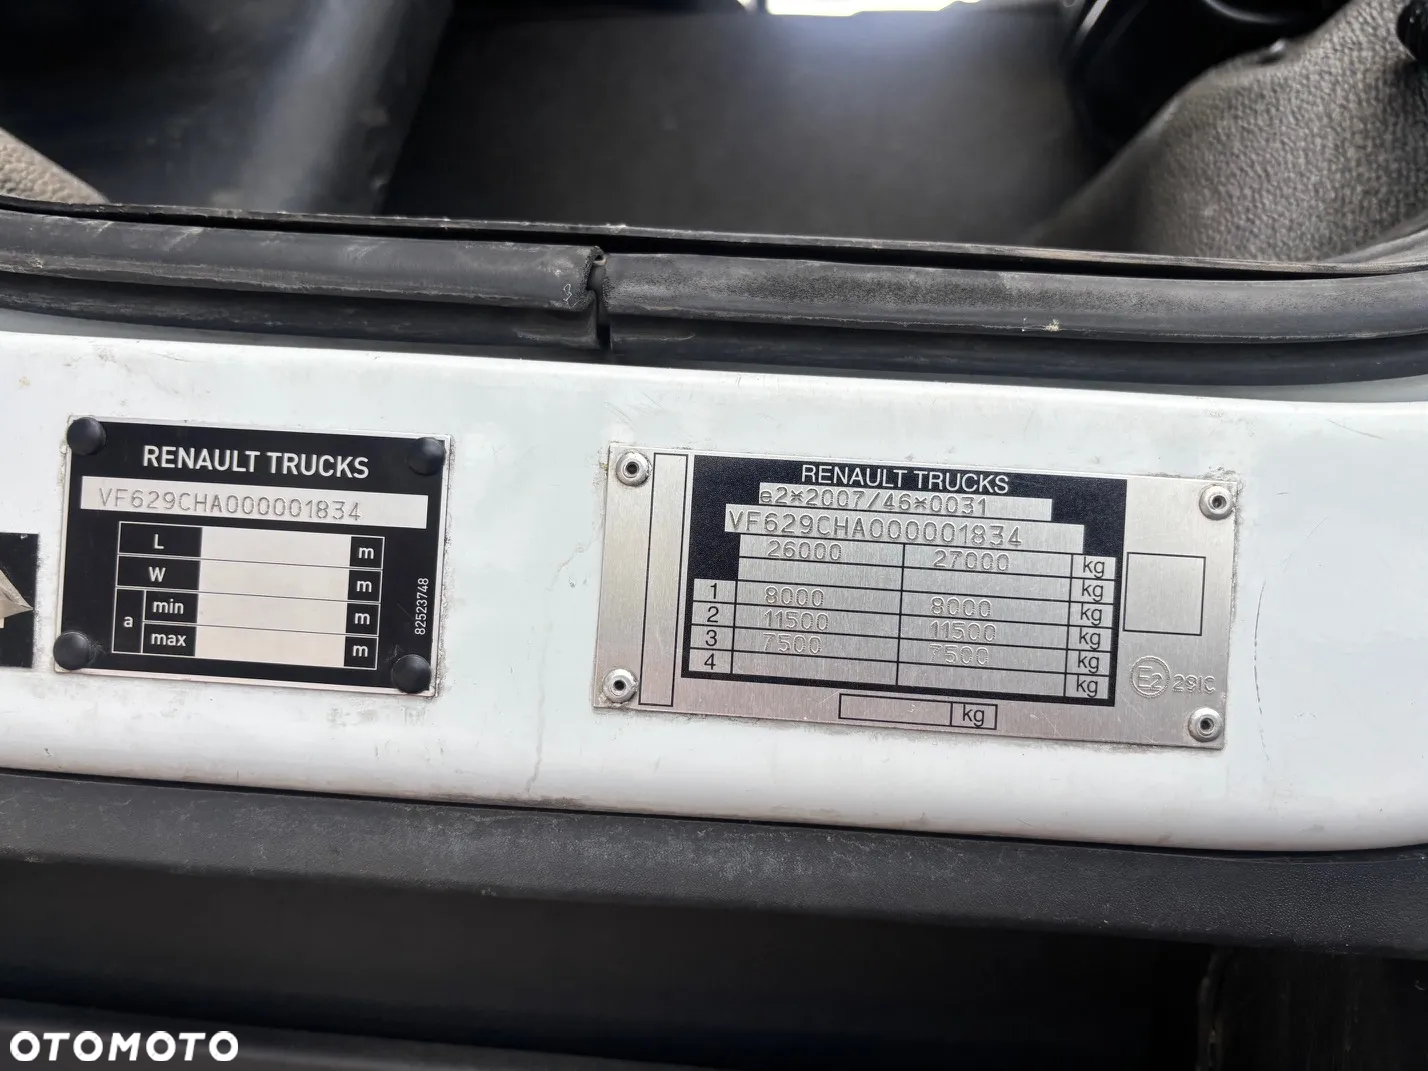 RENAULT TRUCKS
VF629CHA000001834
L m
W m
a min m
max m
82523748
RENAULT TRUCKS
e2*2007/46*0031
VF629CHA000001834
26000 27000 kg
kg
1 8000 8000 kg
2 11500 11500 kg
3 7500 7500 kg
4 kg
kg
E2 291C
OTOMOTO